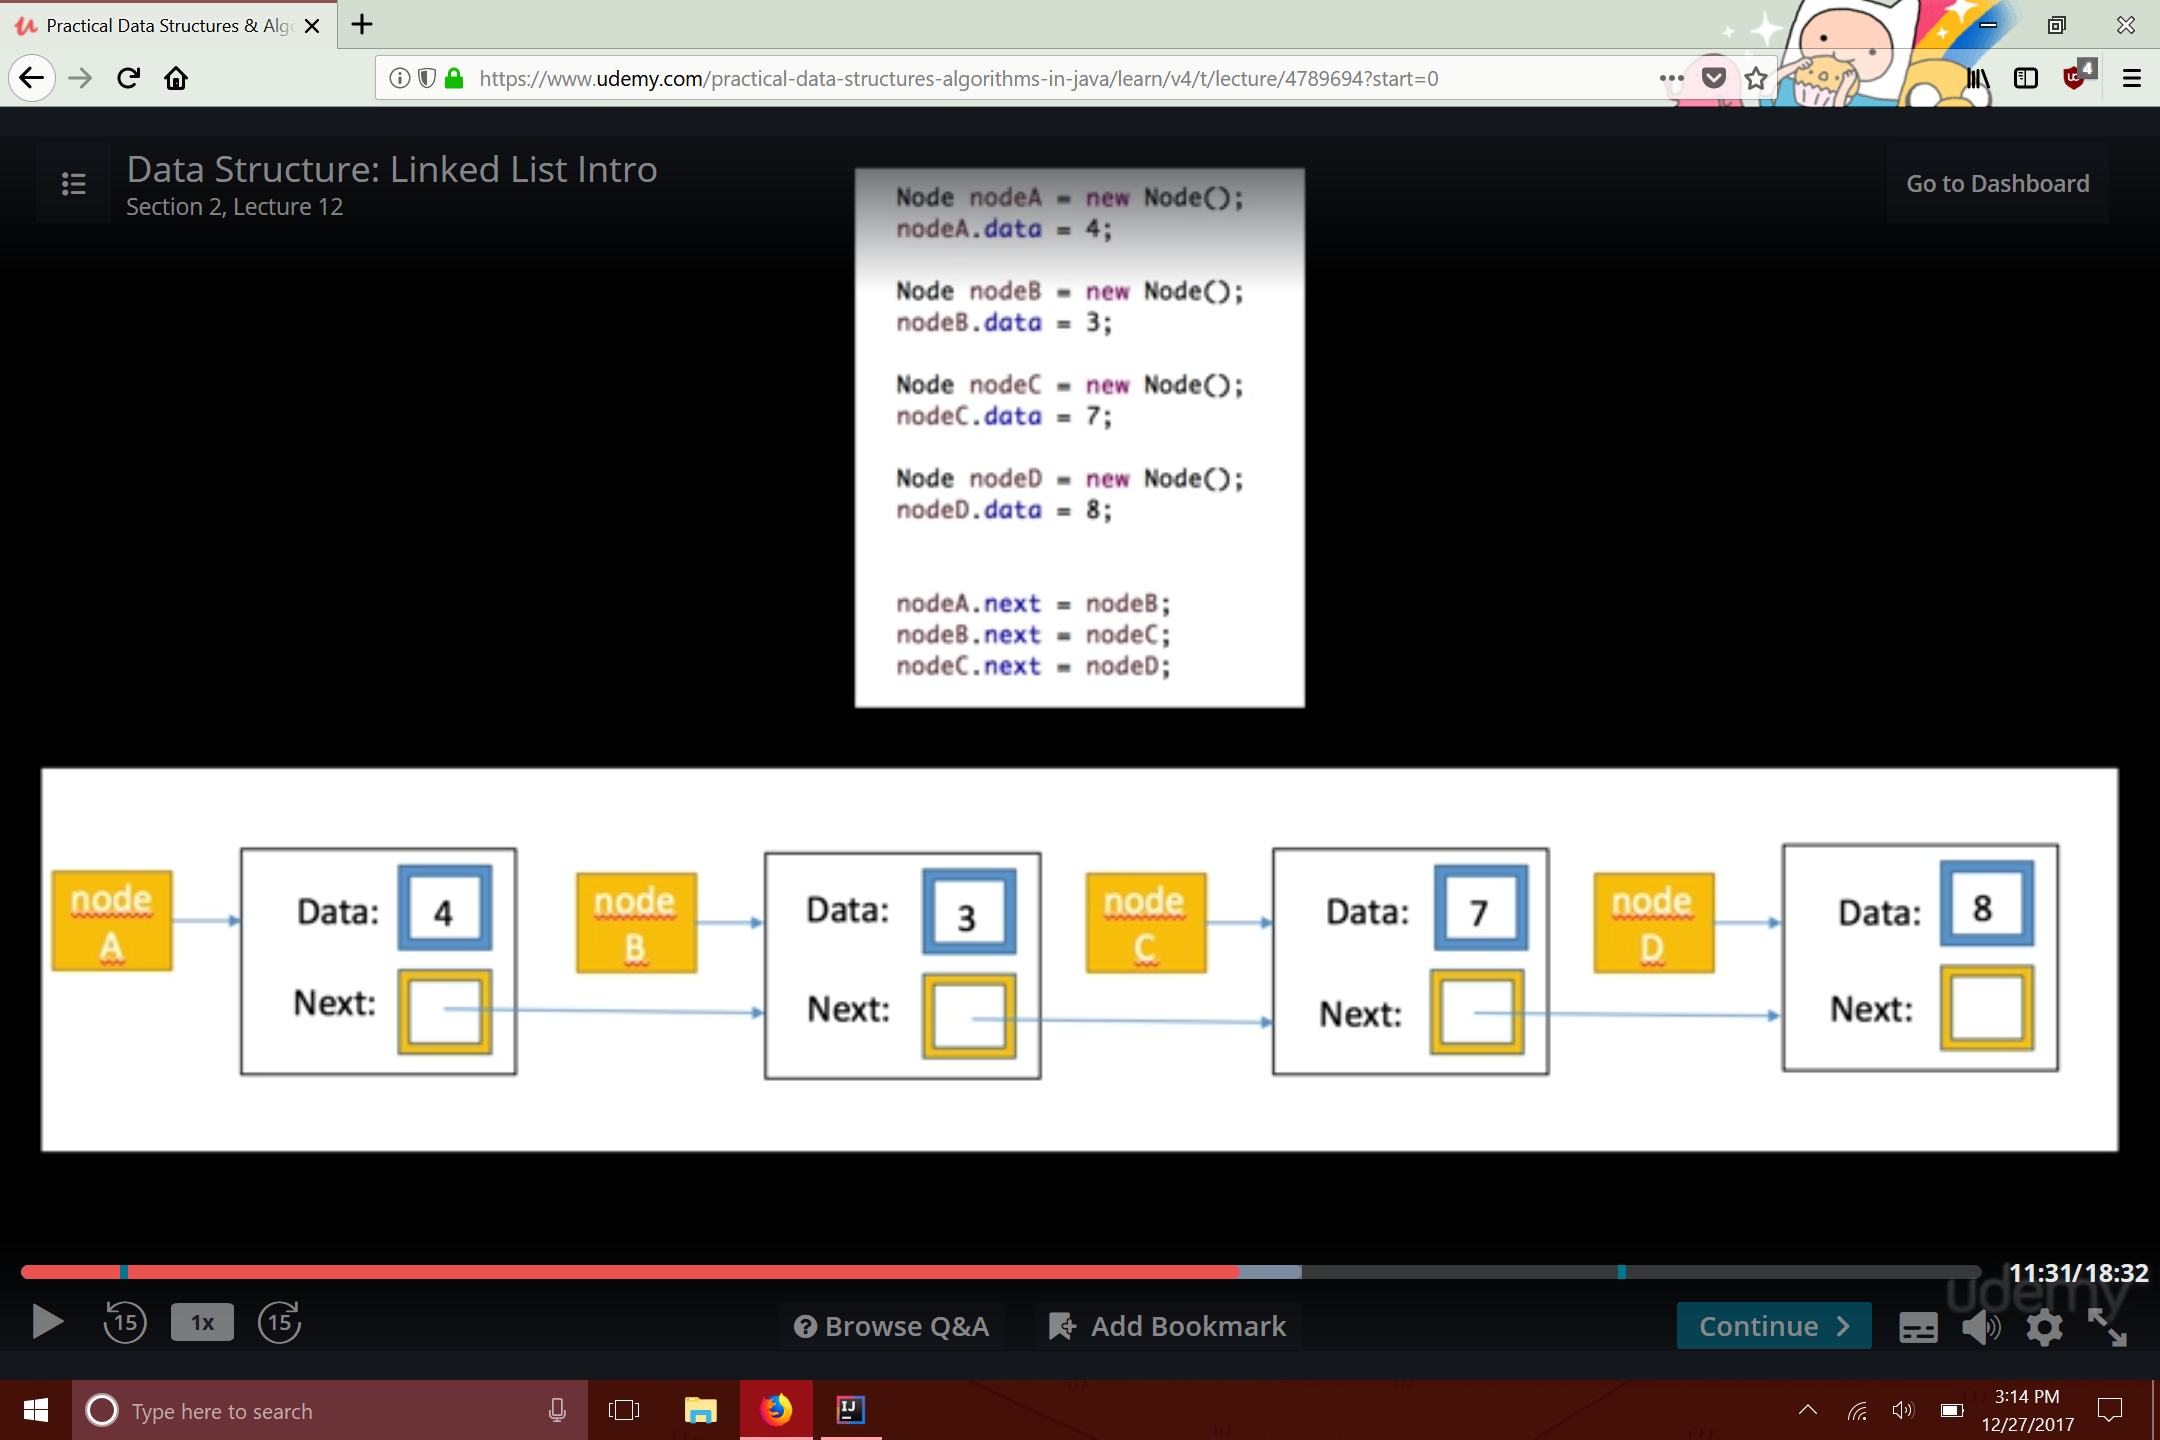 Practical Data Structures & Alg
https://www.udemy.com/practical-data-structures-algorithms-in-java/learn/v4/t/lecture/4789694?start=0
4
Data Structure: Linked List Intro
Section 2, Lecture 12
Go to Dashboard
Node nodeA = new Node();
nodeA.data = 4;
Node nodeB = new Node();
nodeB.data = 3;
Node nodeC = new Node();
nodeC.data = 7;
Node nodeD = new Node();
nodeD.data = 8;
nodeA.next = nodeB;
nodeB.next = nodeC;
nodeC.next = nodeD;
node
A
Data: 4
Next:
node
B
Data: 3
Next:
node
C
Data: 7
Next:
node
D
Data: 8
Next:
11:31/18:32
udemy
15
1x
15
Browse Q&A
Add Bookmark
Continue
Type here to search
IJ
3:14 PM
12/27/2017